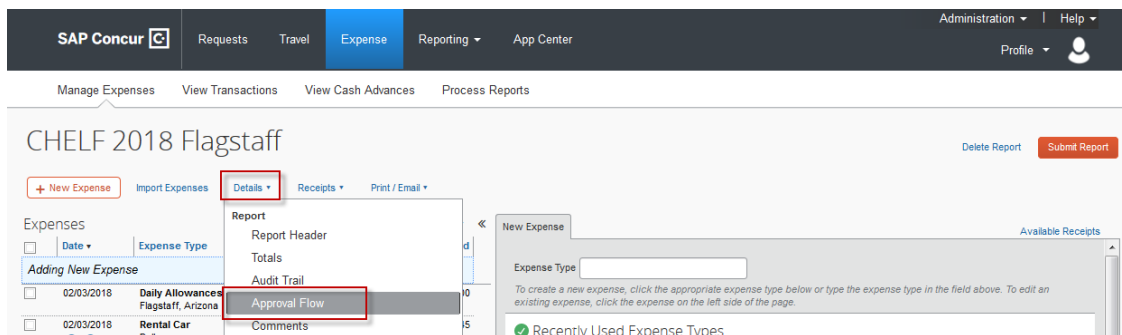 Administration | Help
SAP Concur C Requests Travel Expense Reporting App Center
Profile
Manage Expenses View Transactions View Cash Advances Process Reports
CHELF 2018 Flagstaff
Delete Report Submit Report
+ New Expense Import Expenses Details Receipts Print / Email
Expenses
Date Expense Type
Adding New Expense
02/03/2018 Daily Allowances
Flagstaff, Arizona
02/03/2018 Rental Car
Report
Report Header
Totals
Audit Trail
Approval Flow
Comments
«
New Expense
Available Receipts
Expense Type
To create a new expense, click the appropriate expense type below or type the expense type in the field above. To edit an
existing expense, click the expense on the left side of the page.
Recently Used Expense Types